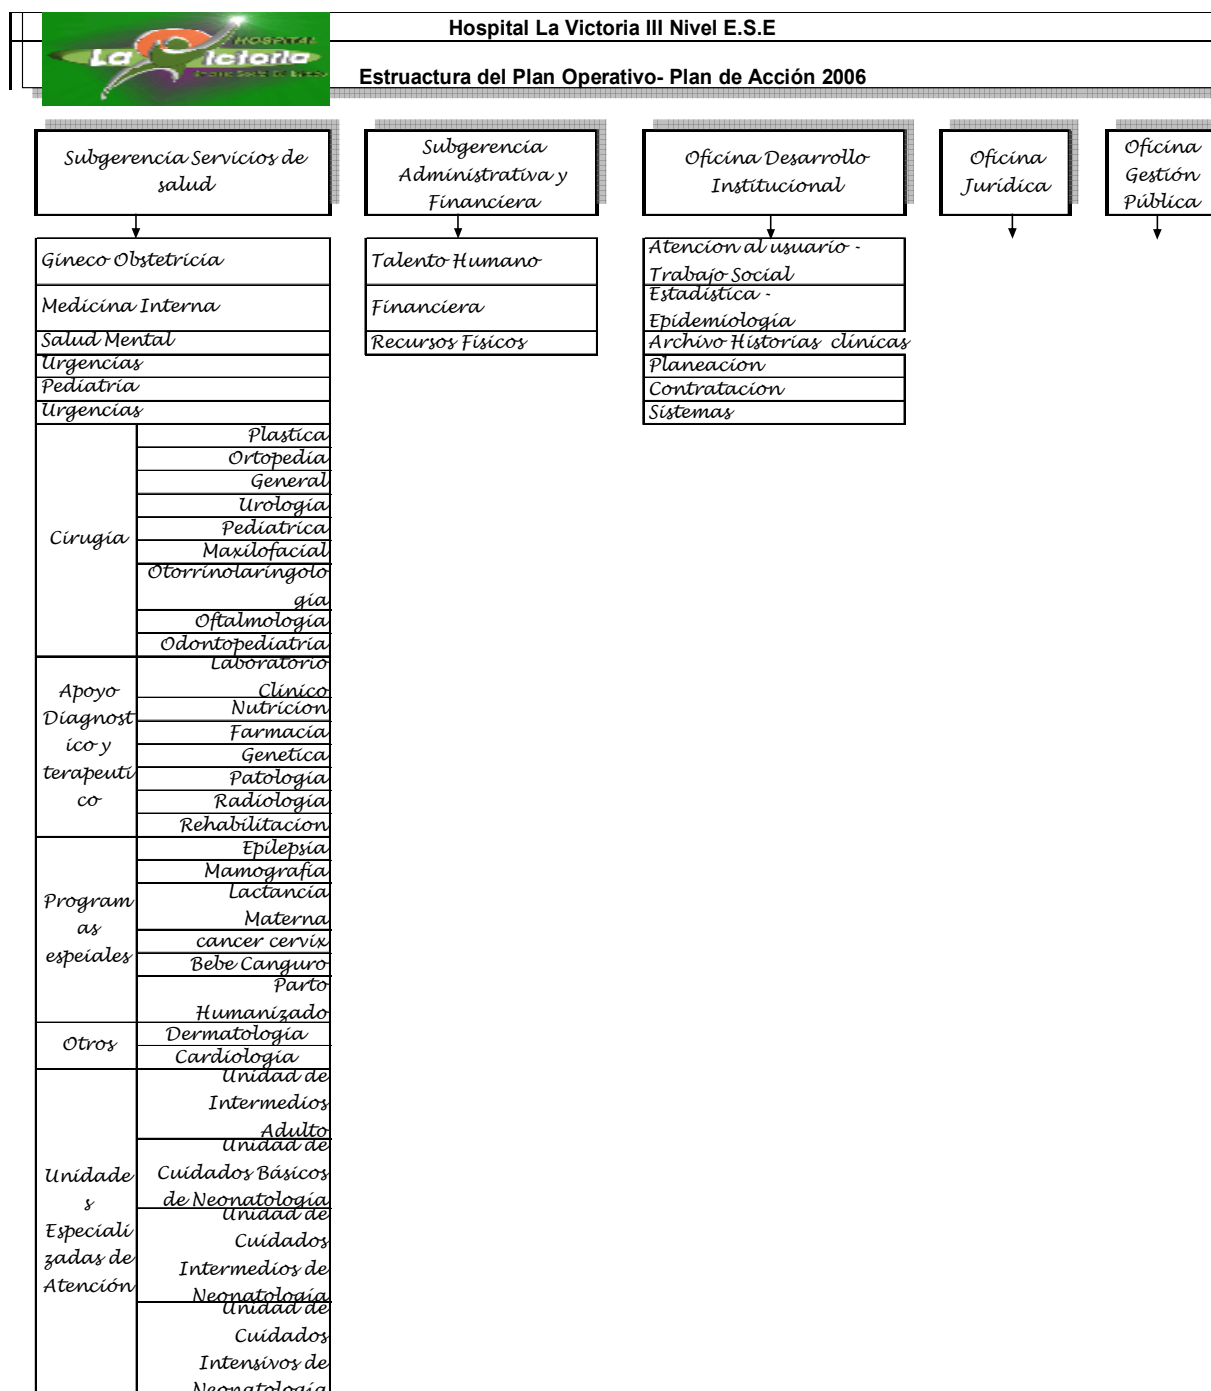 Hospital La Victoria III Nivel E.S.E
HOSPITAL
La Victoria
Estruactura del Plan Operativo- Plan de Acción 2006
Subgerencia Servicios de
salud
Subgerencia
Administrativa y
Financiera
Oficina Desarrollo
Institucional
Oficina
Jurídica
Oficina
Gestión
Pública
Gineco Obstetricia
Medicina Interna
Salud Mental
Urgencias
Pediatria
Urgencias
Talento Humano
Financiera
Recursos Físicos
Atencion al usuario -
Trabajo Social
Estadistica -
Epidemiologia
Archivo Historias clinicas
Planeacion
Contratacion
Sistemas
Cirugia
Plastica
Ortopedia
General
Urologia
Pediatrica
Maxilofacial
Otorrinolaringolo
gia
Oftalmologia
Odontopediatria
Apoyo
Diagnost
ico y
terapeuti
co
Laboratorio
Clinico
Nutricion
Farmacia
Genetica
Patologia
Radiologia
Rehabilitacion
Program
as
espeiales
Epilepsia
Mamografia
Lactancia
Materna
cancer cervix
Bebe Canguro
Parto
Humanizado
Otros
Dermatologia
Cardiologia
Unidade
s
Especiali
zadas de
Atención
Unidad de
Intermedios
Adulto
Unidad de
Cuidados Básicos
de Neonatologia
Unidad de
Cuidados
Intermedios de
Neonatologia
Unidad de
Cuidados
Intensivos de
Neonatologia